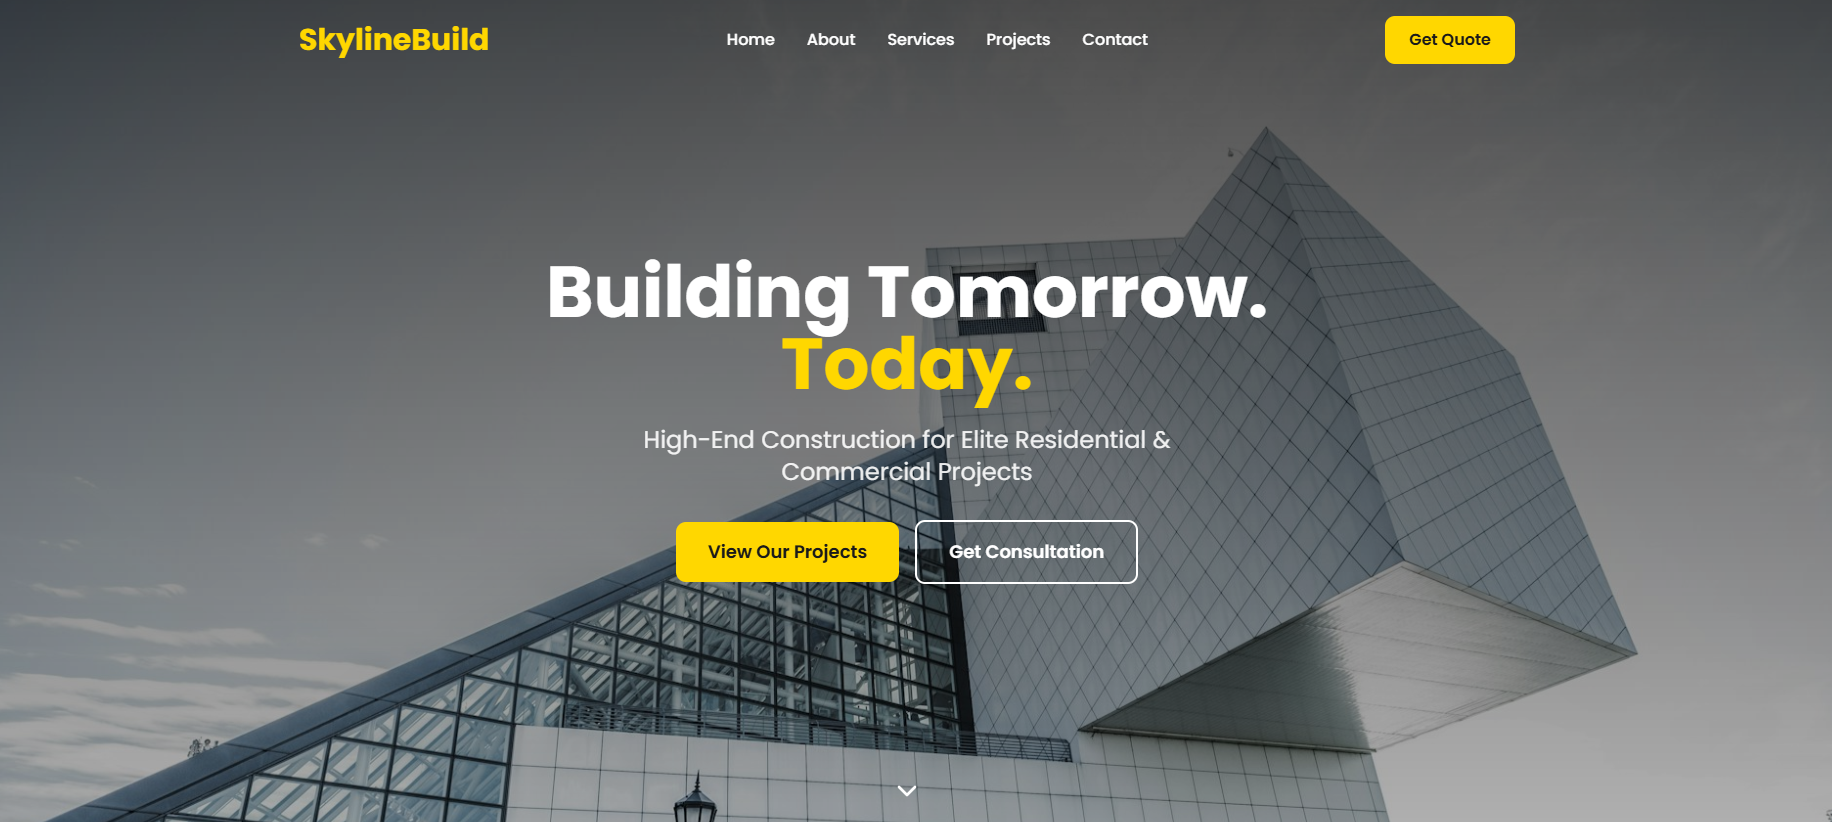 SkylineBuild
Home About Services Projects Contact
Get Quote
Building Tomorrow.
Today.
High-End Construction for Elite Residential &
Commercial Projects
View Our Projects
Get Consultation